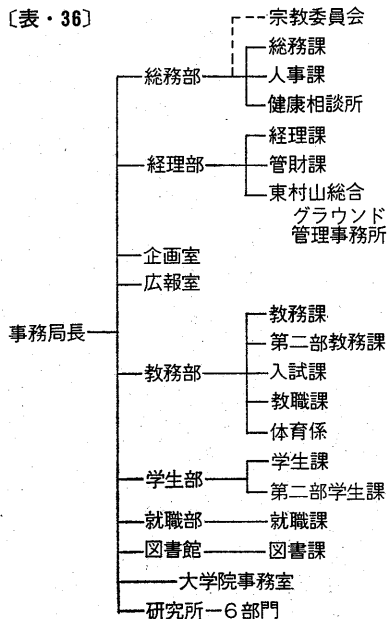 〔表・36〕
宗教委員会
総務部
総務課
人事課
健康相談所
経理部
経理課
管財課
東村山総合
グラウンド
管理事務所
企画室
広報室
事務局長
教務部
教務課
第二部教務課
入試課
教職課
体育係
学生部
学生課
第二部学生課
就職部
就職課
図書館
図書課
大学院事務室
研究所
6部門